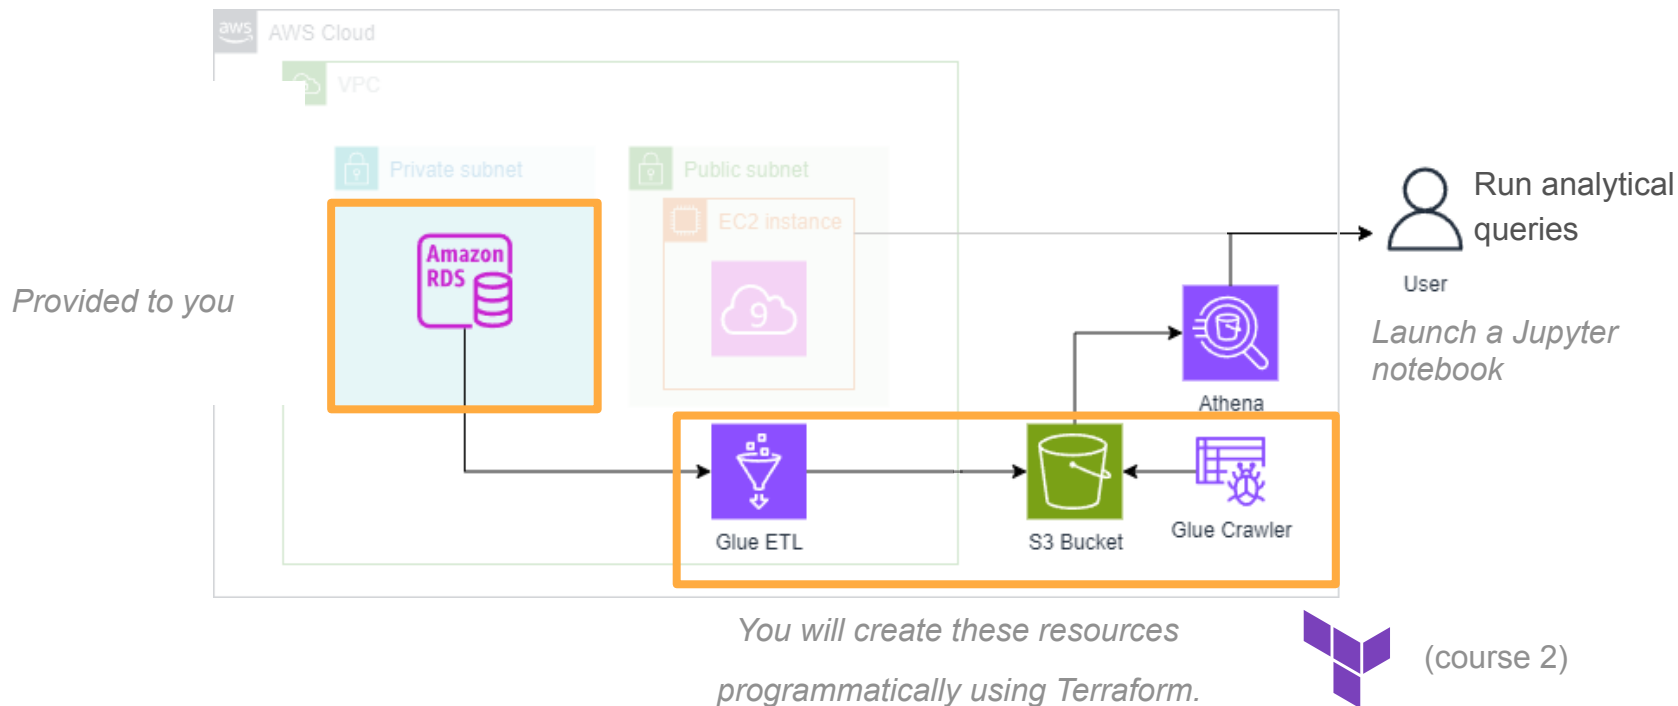 aws
AWS Cloud
VPC
Private subnet
Public subnet
EC2 instance
Amazon
RDS
9
Provided to you
Run analytical
queries
User
Launch a Jupyter
notebook
Athena
Glue ETL
S3 Bucket
Glue Crawler
You will create these resources
programmatically using Terraform.
(course 2)